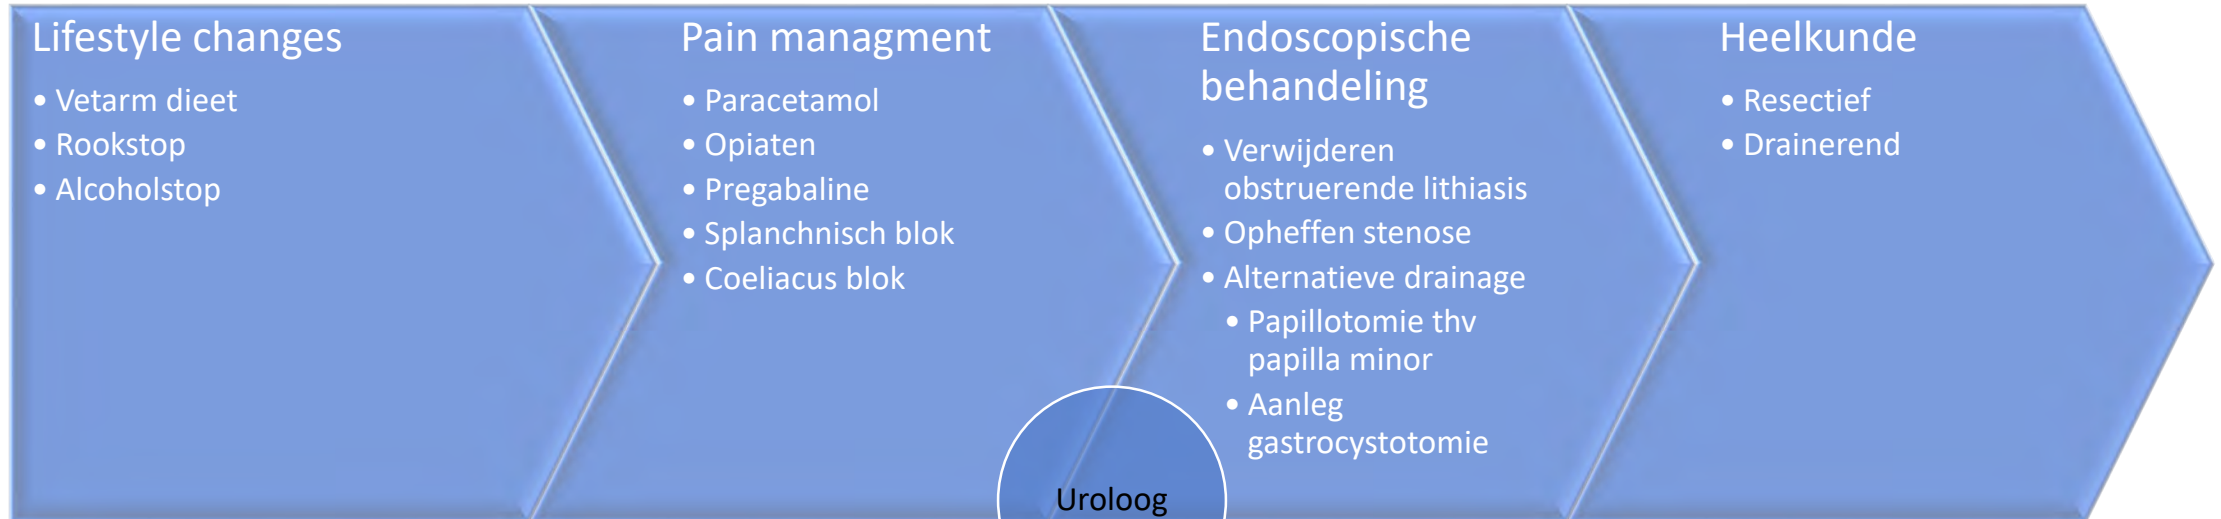 Lifestyle changes
• Vetarm dieet
• Rookstop
• Alcoholstop
Pain managment
• Paracetamol
• Opiaten
• Pregabaline
• Splanchnisch blok
• Coeliacus blok
Endoscopische
behandeling
• Verwijderen
obstruerende lithiasis
• Opheffen stenose
• Alternatieve drainage
• Papillotomie thv
papilla minor
• Aanleg
gastrocystotomie
Heelkunde
• Resectief
• Drainerend
Uroloog